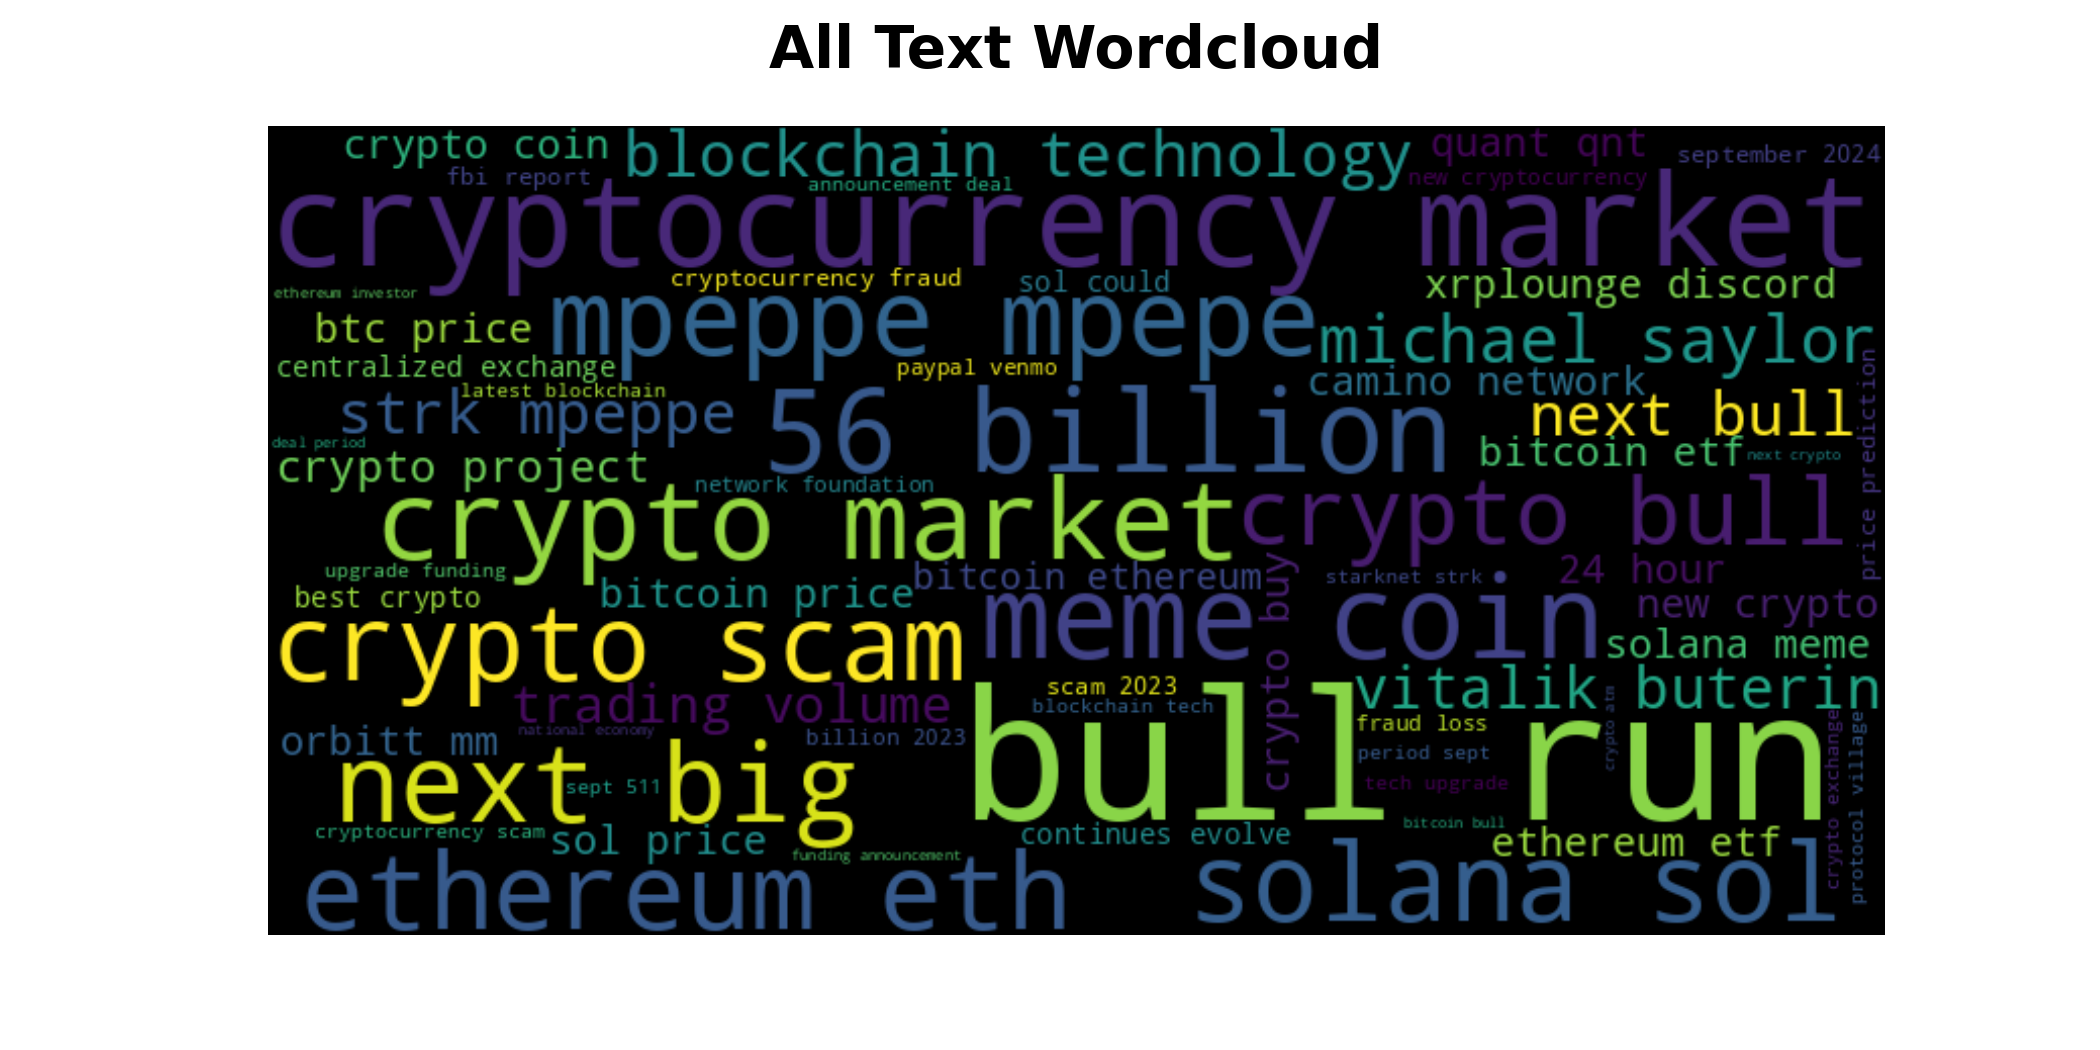 All Text Wordcloud
crypto coin
blockchain technology
quant qnt
september 2024
fbi report
announcement deal
new cryptocurrency
cryptocurrency market
cryptocurrency fraud
sol could
xrplounge discord
ethereum investor
mpeppe mpepe
btc price
michael saylor
centralized exchange
paypal venmo
camino network
latest blockchain
strk mpeppe
56 billion
next bull
price prediction
deal period
bitcoin etf
next crypto
crypto project
network foundation
crypto market
crypto bull
upgrade funding
bitcoin ethereum
starknet strk
24 hour
best crypto
bitcoin price
meme coin
new crypto
crypto scam
crypto buy
solana meme
scam 2023
vitalik buterin
trading volume
blockchain tech
bull run
fraud loss
crypto atm
national economy
orbitt mm
billion 2023
period sept
next big
sept 511
tech upgrade
crypto exchange
protocol village
cryptocurrency scam
sol price
continues evolve
bitcoin bull
ethereum etf
funding announcement
ethereum eth
solana sol